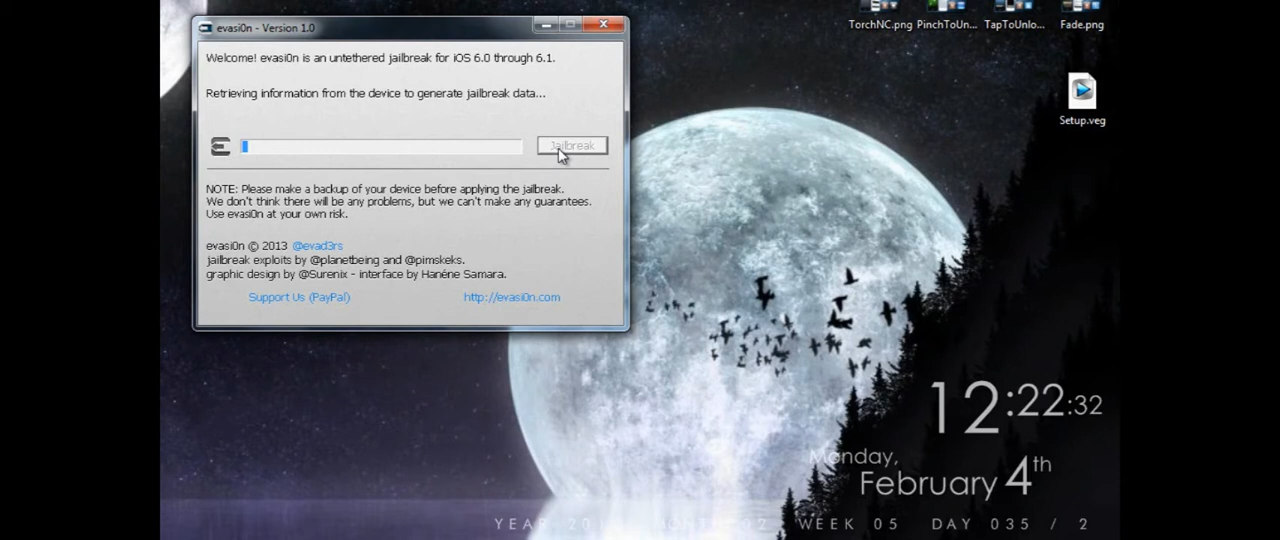 evasi0n - Version 1.0
Welcome! evasi0n is an untethered jailbreak for iOS 6.0 through 6.1.
Retrieving information from the device to generate jailbreak data...
Jailbreak
NOTE: Please make a backup of your device before applying the jailbreak.
We don't think there will be any problems, but we can't make any guarantees.
Use evasi0n at your own risk.
evasi0n © 2013 @evad3rs
jailbreak exploits by @planetbeing and @pimskeks.
graphic design by @Surenix - interface by Hanéne Samara.
Support Us (PayPal) http://evasi0n.com
TorchNC.png PinchToUn... TapToUnlo... Fade.png
Setup.veg
12:22:32
Monday,
February 4th
YEAR 02 WEEK 05 DAY 035 / 2